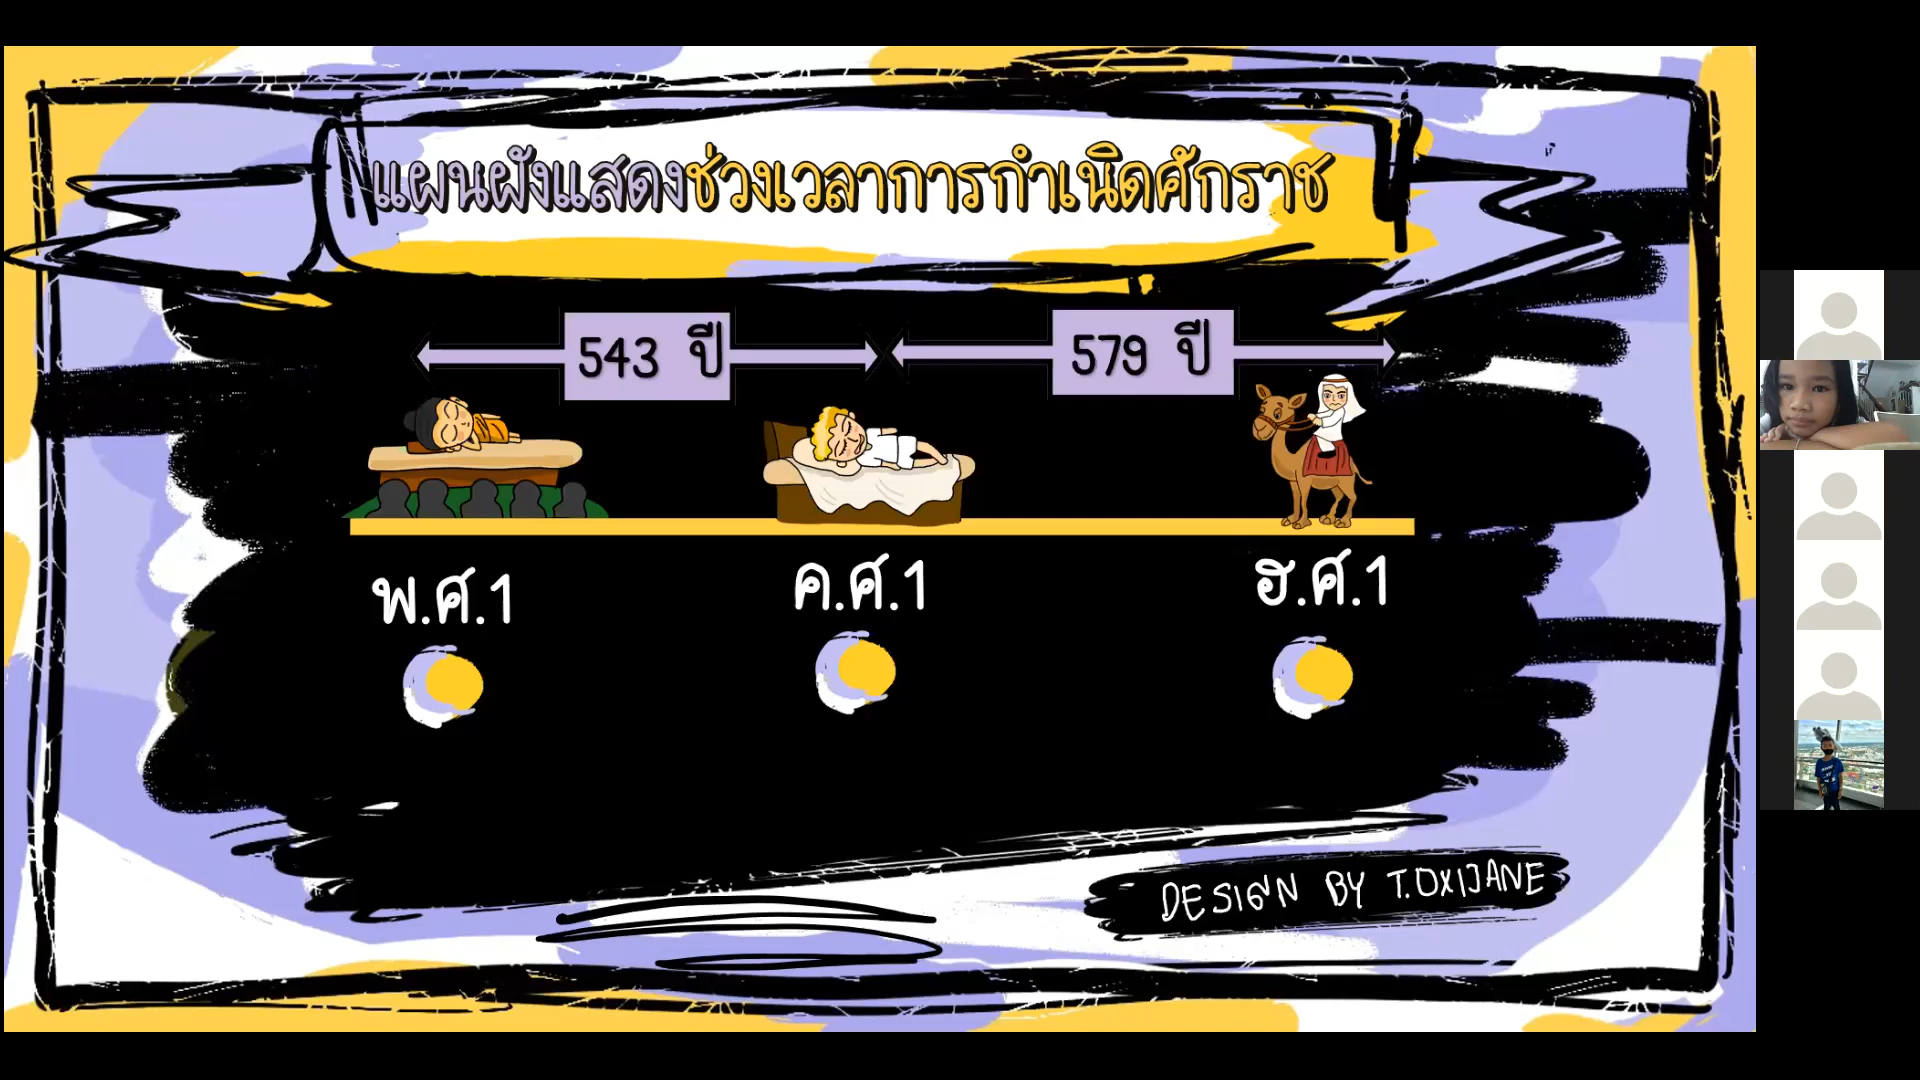 แผนผังแสดงช่วงเวลาการกำเนิดศักราช
543 ปี
579 ปี
พ.ศ.1
ค.ศ.1
ฮ.ศ.1
DESIGN BY T.OXIJANE